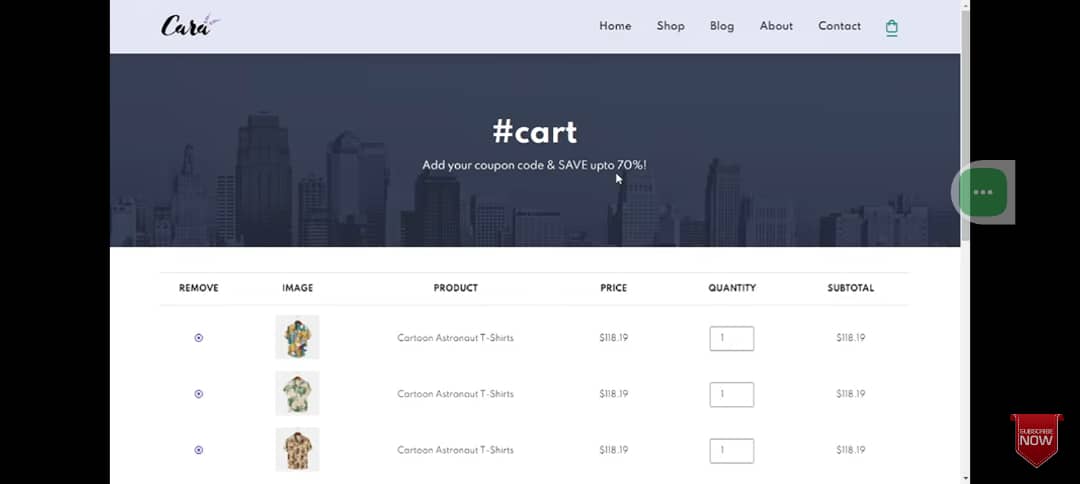 Cara
Home Shop Blog About Contact
#cart
Add your coupon code & SAVE upto 70%!
REMOVE IMAGE PRODUCT PRICE QUANTITY SUBTOTAL
Cartoon Astronaut T-Shirts $118.19 1 $118.19
Cartoon Astronaut T-Shirts $118.19 1 $118.19
Cartoon Astronaut T-Shirts $118.19 1 $118.19
SUBSCRIBE
NOW